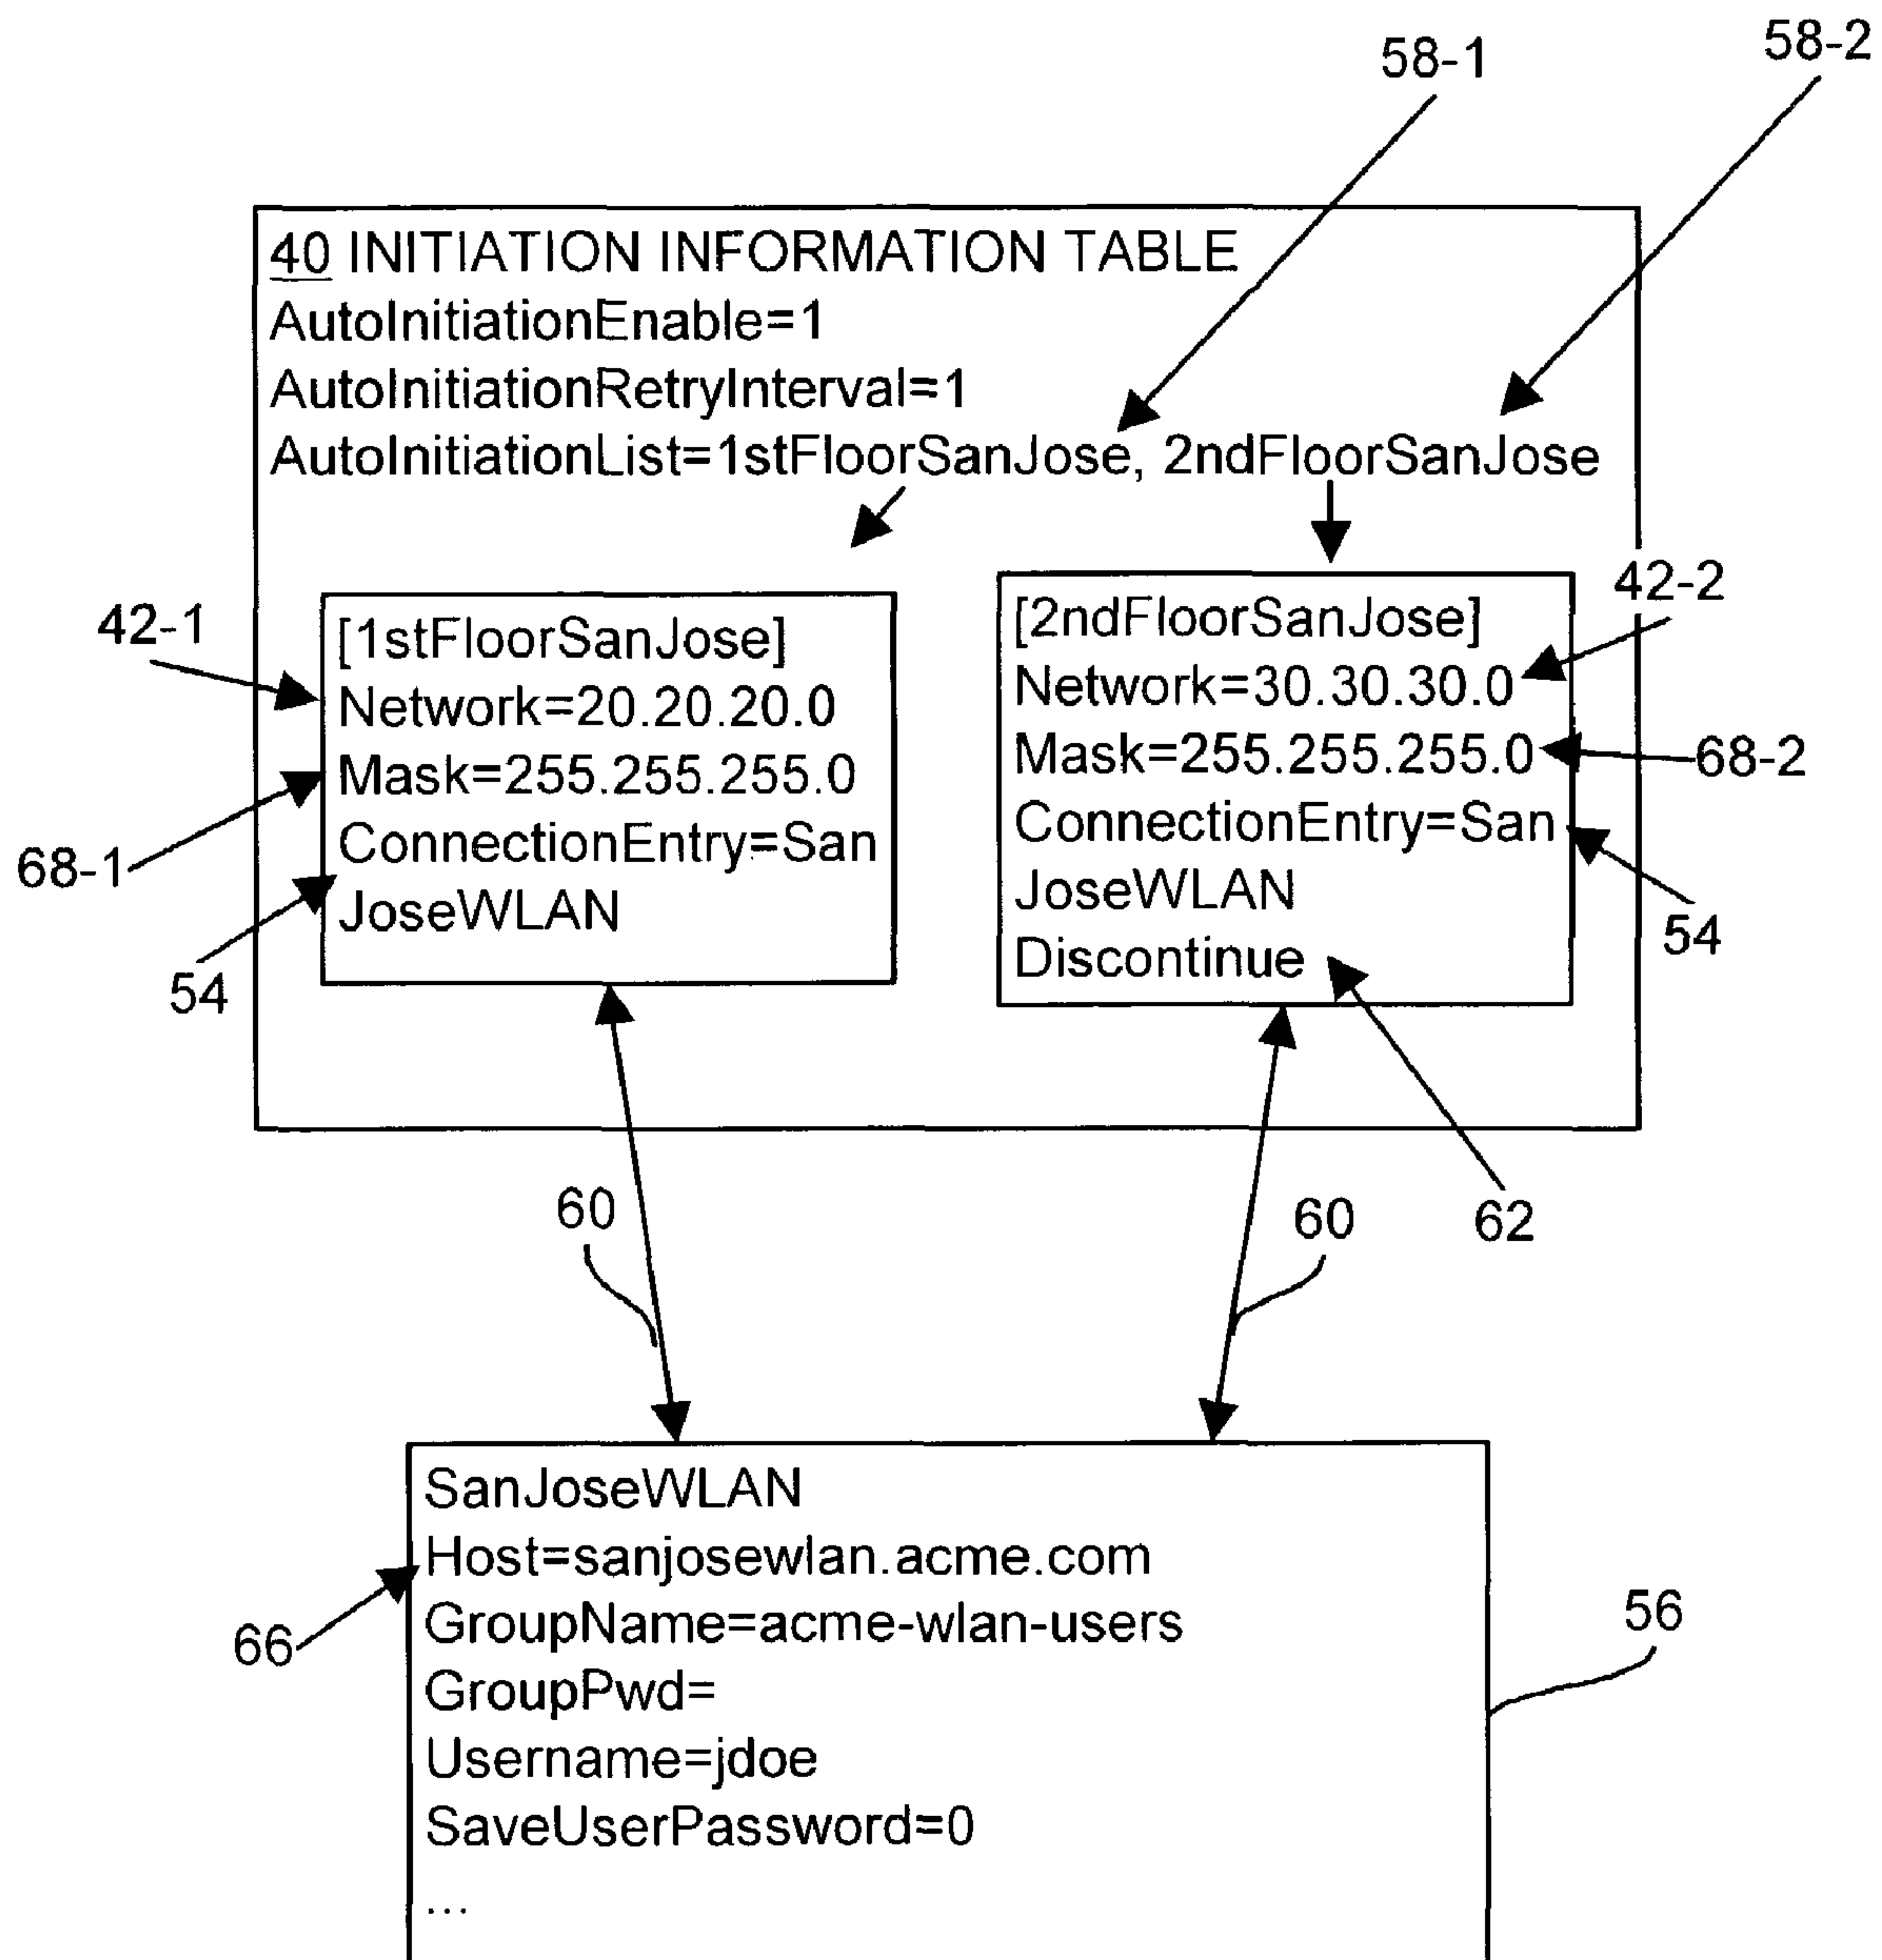 58-1
58-2
40 INITIATION INFORMATION TABLE
AutoInitiationEnable=1
AutoInitiationRetryInterval=1
AutoInitiationList=1stFloorSanJose, 2ndFloorSanJose
42-1
[1stFloorSanJose]
Network=20.20.20.0
Mask=255.255.255.0
ConnectionEntry=San
JoseWLAN
68-1
54
42-2
[2ndFloorSanJose]
Network=30.30.30.0
Mask=255.255.255.0
ConnectionEntry=San
JoseWLAN
Discontinue
68-2
54
60
60
62
SanJoseWLAN
Host=sanjosewlan.acme.com
GroupName=acme-wlan-users
GroupPwd=
Username=jdoe
SaveUserPassword=0
...
66
56